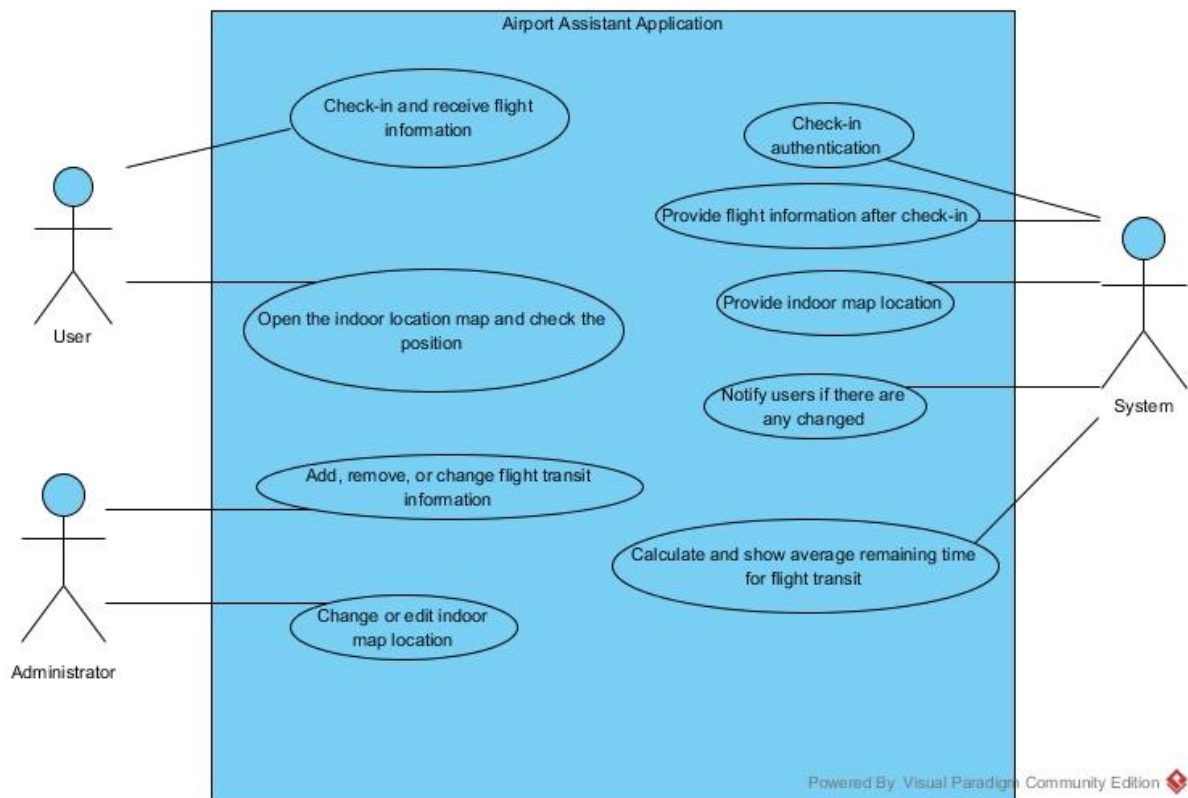 Airport Assistant Application
Check-in and receive flight
information
Check-in
authentication
Provide flight information after check-in
User
Open the indoor location map and check the
position
Provide indoor map location
Notify users if there are
any changed
System
Add, remove, or change flight transit
information
Calculate and show average remaining time
for flight transit
Change or edit indoor
map location
Administrator
Powered By Visual Paradigm Community Edition